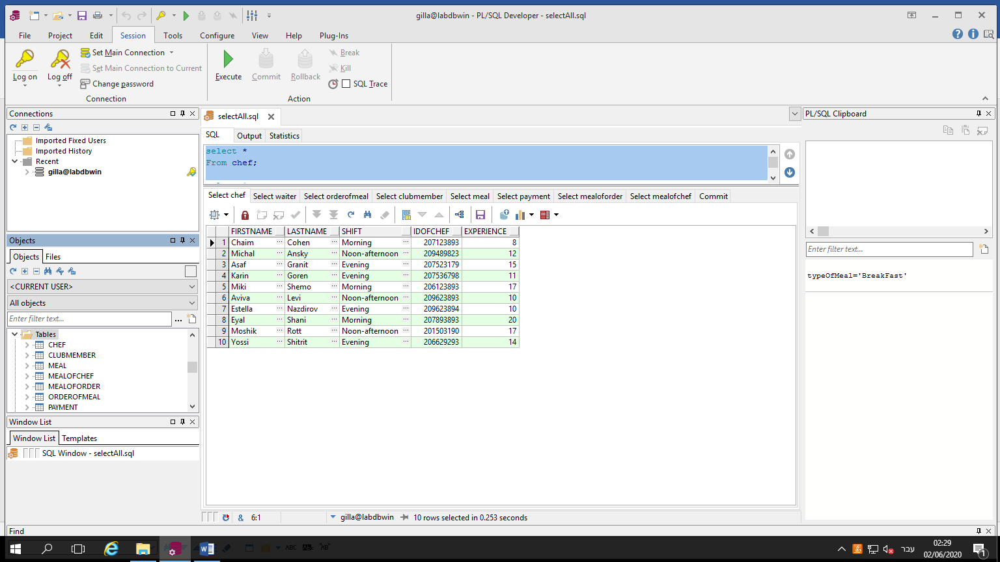 gilla@labdbwin - PL/SQL Developer - selectAll.sql
File Project Edit Session Tools Configure View Help Plug-Ins
Log on
Log off
Set Main Connection
Set Main Connection to Current
Change password
Connection
Execute
Commit
Rollback
Break
Kill
SQL Trace
Action
Connections
Imported Fixed Users
Imported History
Recent
gilla@labdbwin
Objects
Objects Files
<CURRENT USER>
All objects
Enter filter text...
Tables
CHEF
CLUBMEMBER
MEAL
MEALOFCHEF
MEALOFORDER
ORDEROFMEAL
PAYMENT
Window List
Window List Templates
SQL Window - selectAll.sql
selectAll.sql
SQL Output Statistics
select *
From chef;
Select chef Select waiter Select orderofmeal Select clubmember Select meal Select payment Select mealoforder Select mealofchef Commit
FIRSTNAME LASTNAME SHIFT IDOFCHEF EXPERIENCE
1 Chaim Cohen Morning 207123893 8
2 Michal Ansky Noon-afternoon 209489823 12
3 Asaf Granit Evening 207523179 15
4 Karin Goren Evening 207536798 11
5 Miki Shemo Morning 206123893 17
6 Aviva Levi Noon-afternoon 209623893 10
7 Estella Nazdirov Evening 209623894 10
8 Eyal Shani Morning 207893893 20
9 Moshik Rott Noon-afternoon 201503190 17
10 Yossi Shitrit Evening 206629293 14
& 6:1 gilla@labdbwin 10 rows selected in 0.253 seconds
PL/SQL Clipboard
Enter filter text...
typeOfMeal='BreakFast'
Find
ABC "AB"
עבר
02:29
02/06/2020
1